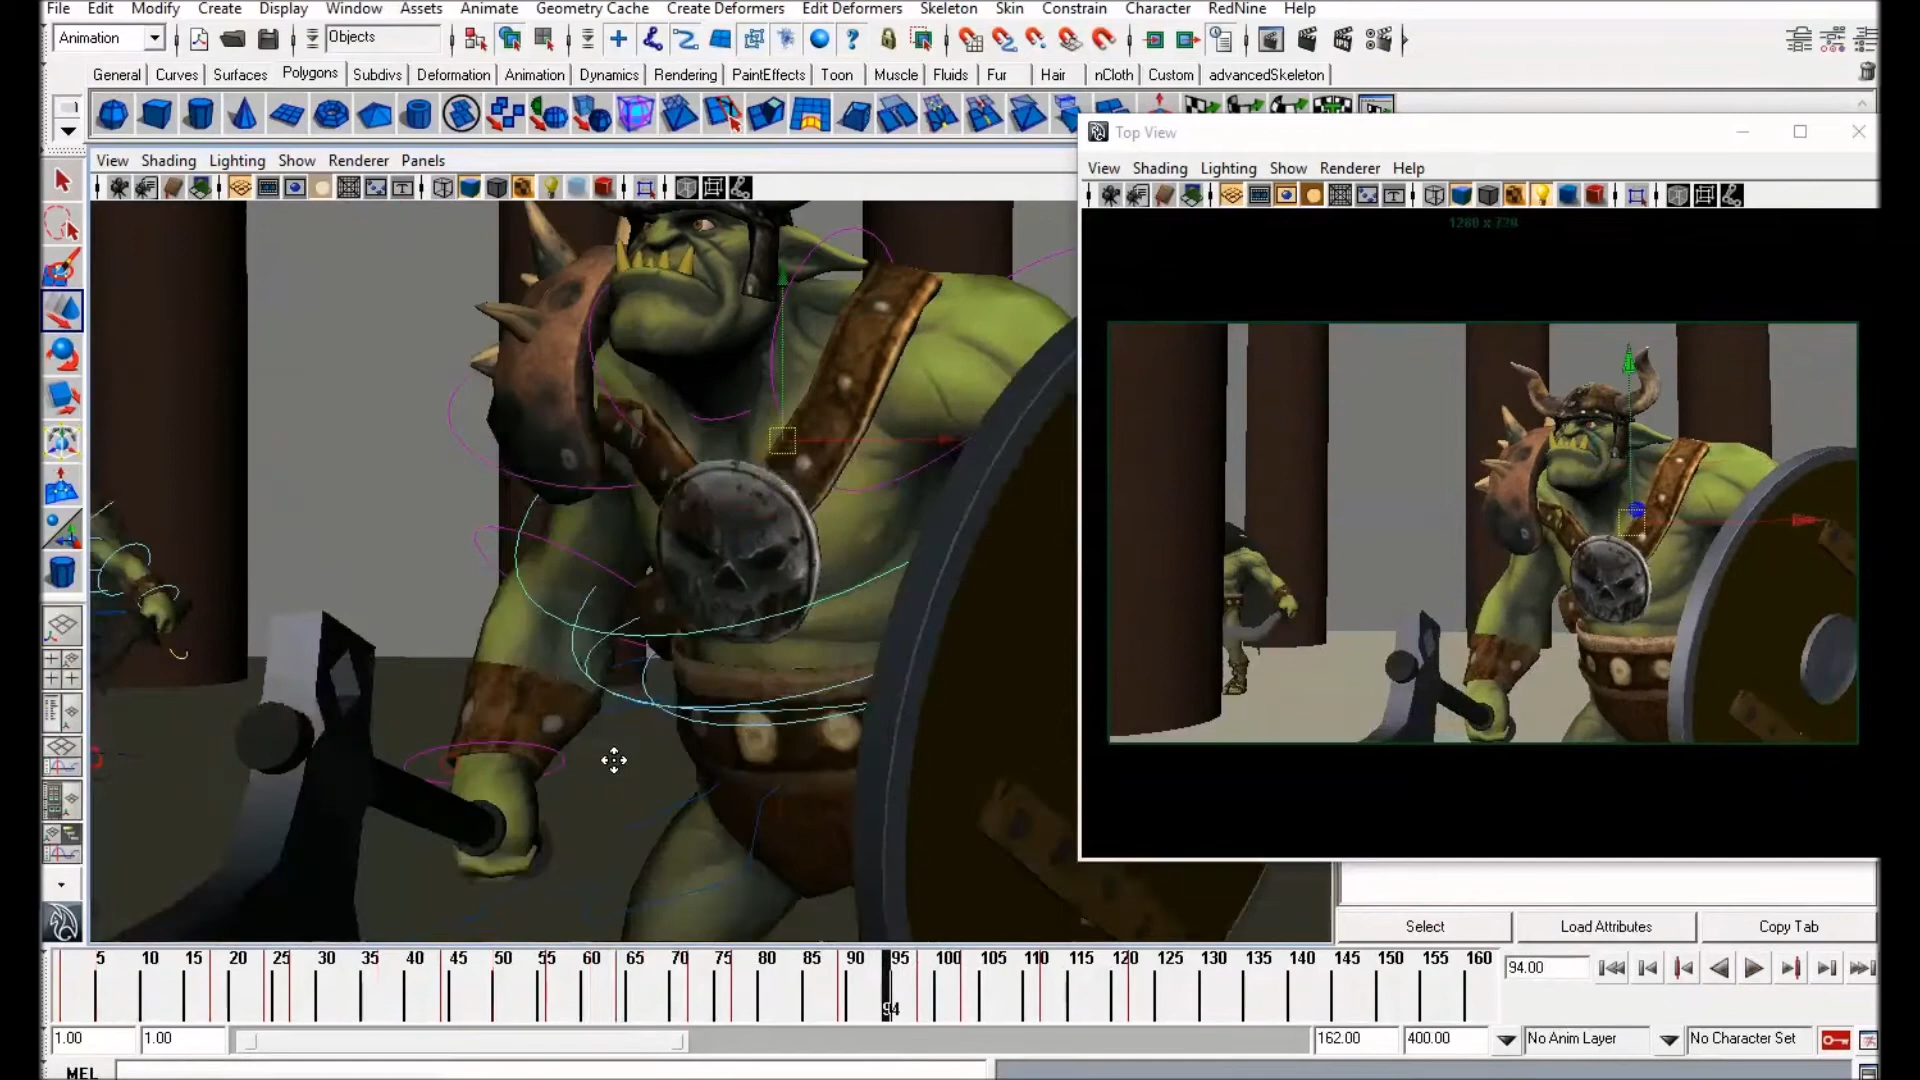 File Edit Modify Create Display Window Assets Animate Geometry Cache Create Deformers Edit Deformers Skeleton Skin Constrain Character RedNine Help
Animation Objects
General Curves Surfaces Polygons Subdivs Deformation Animation Dynamics Rendering PaintEffects Toon Muscle Fluids Fur Hair nCloth Custom advancedSkeleton
View Shading Lighting Show Renderer Panels
Top View
View Shading Lighting Show Renderer Help
1280 x 720
Select Load Attributes Copy Tab
5 10 15 20 25 30 35 40 45 50 55 60 65 70 75 80 85 90 95 100 105 110 115 120 125 130 135 140 145 150 155 160
94
94.00
1.00 1.00 162.00 400.00 No Anim Layer No Character Set
MEL